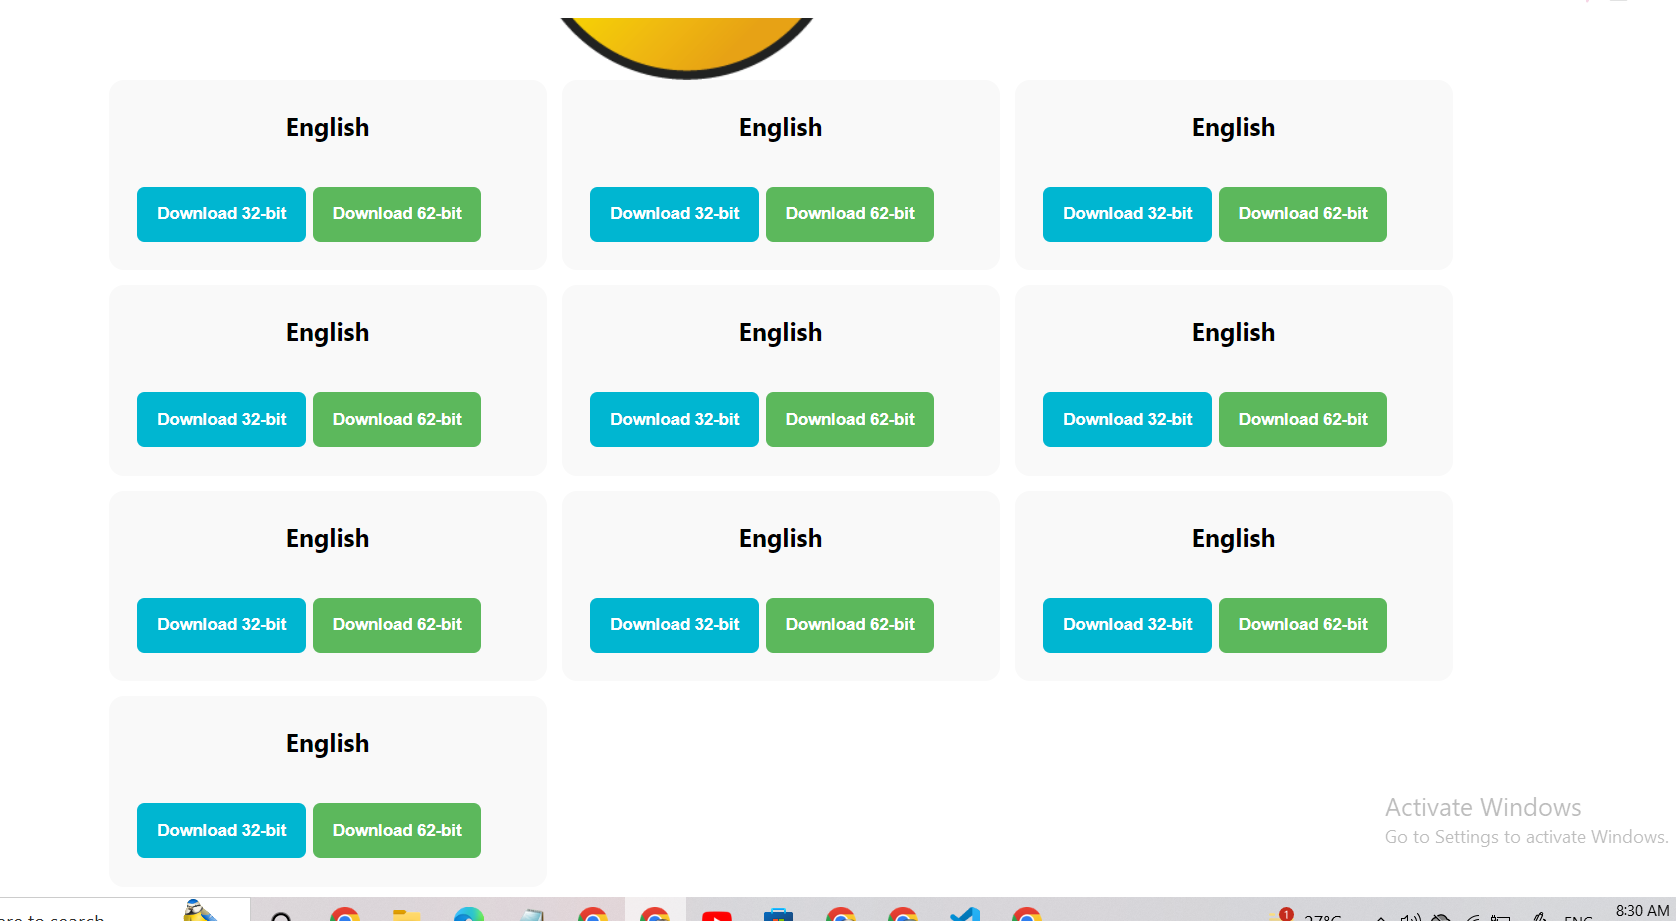 English English English
Download 32-bit Download 62-bit Download 32-bit Download 62-bit Download 32-bit Download 62-bit
English English English
Download 32-bit Download 62-bit Download 32-bit Download 62-bit Download 32-bit Download 62-bit
English English English
Download 32-bit Download 62-bit Download 32-bit Download 62-bit Download 32-bit Download 62-bit
English
Download 32-bit Download 62-bit
Activate Windows
Go to Settings to activate Windows.
to search
1
8:30 AM